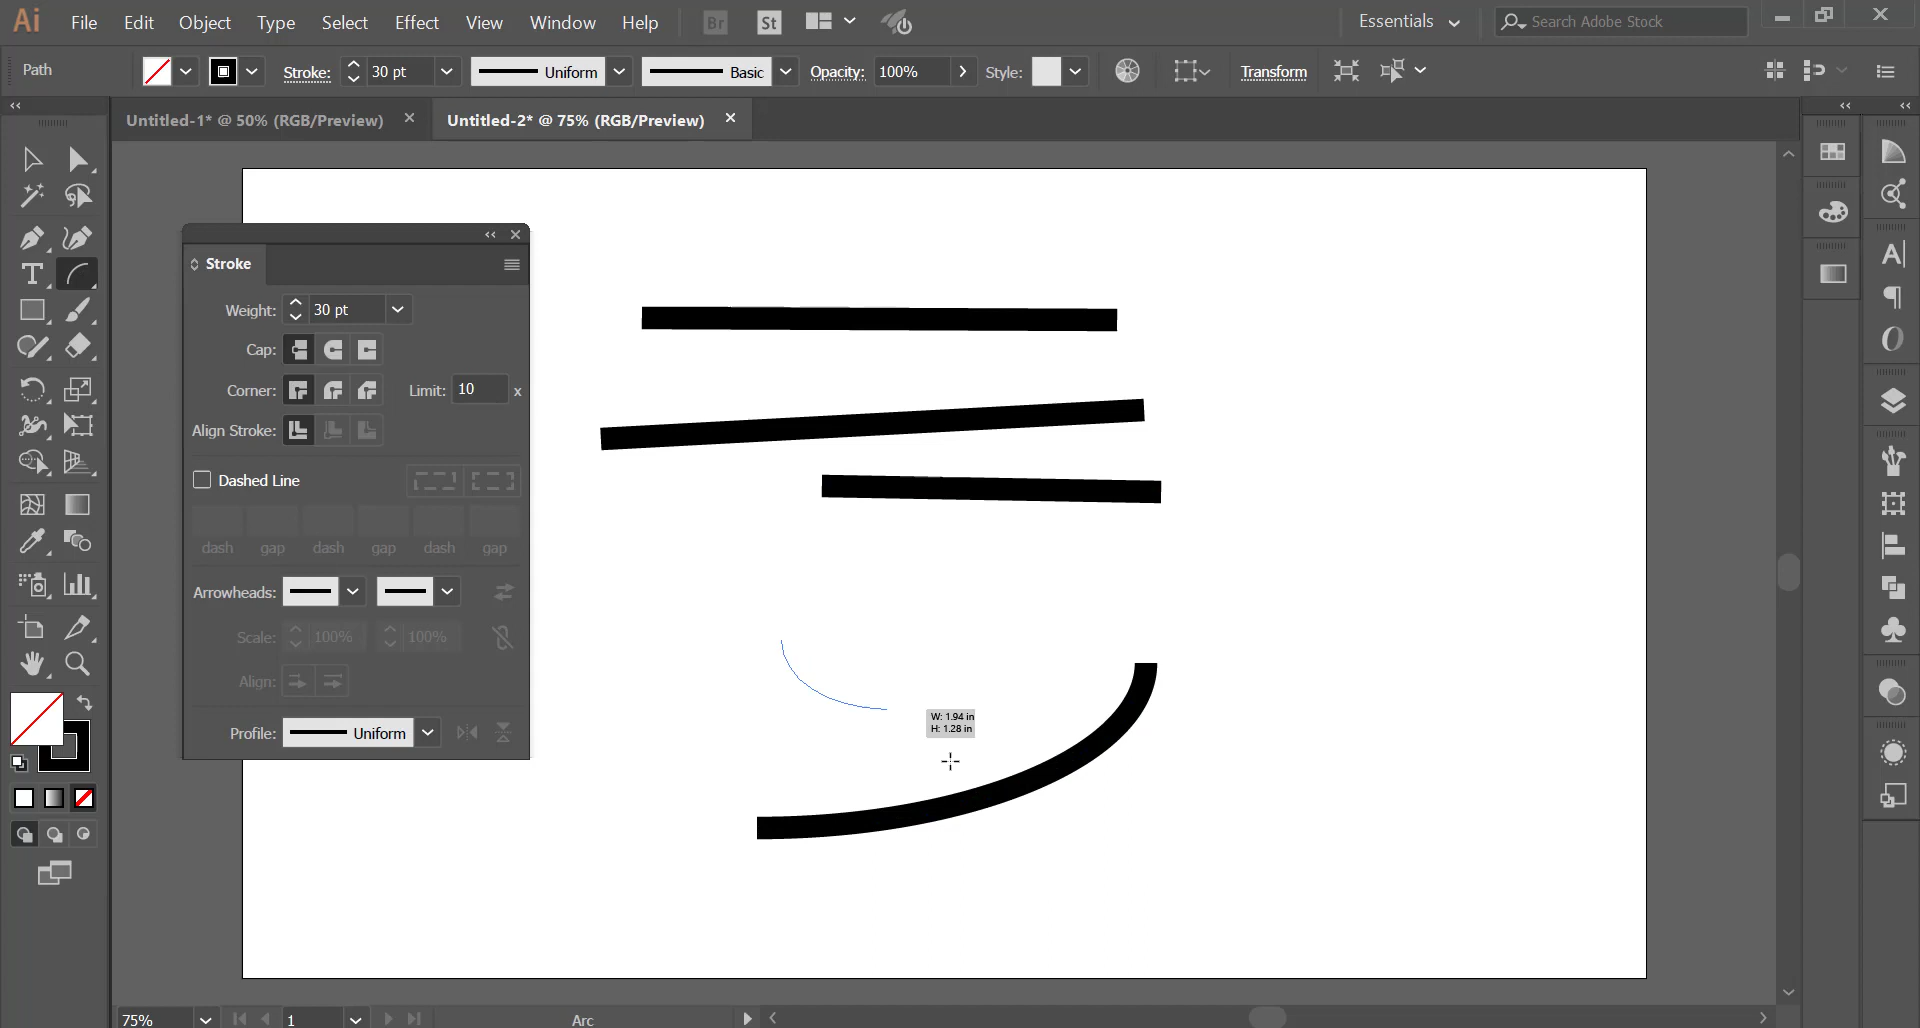 Ai File Edit Object Type Select Effect View Window Help Br St Essentials Search Adobe Stock
Path Stroke: 30 pt Uniform Basic Opacity: 100% Style: Transform
Untitled-1* @ 50% (RGB/Preview) Untitled-2* @ 75% (RGB/Preview)
Stroke
Weight: 30 pt
Cap:
Corner: Limit: 10 x
Align Stroke:
Dashed Line
dash gap dash gap dash gap
Arrowheads:
Scale: 100% 100%
Align:
Profile: Uniform
W: 1.94 in
H: 1.28 in
75% 1 Arc